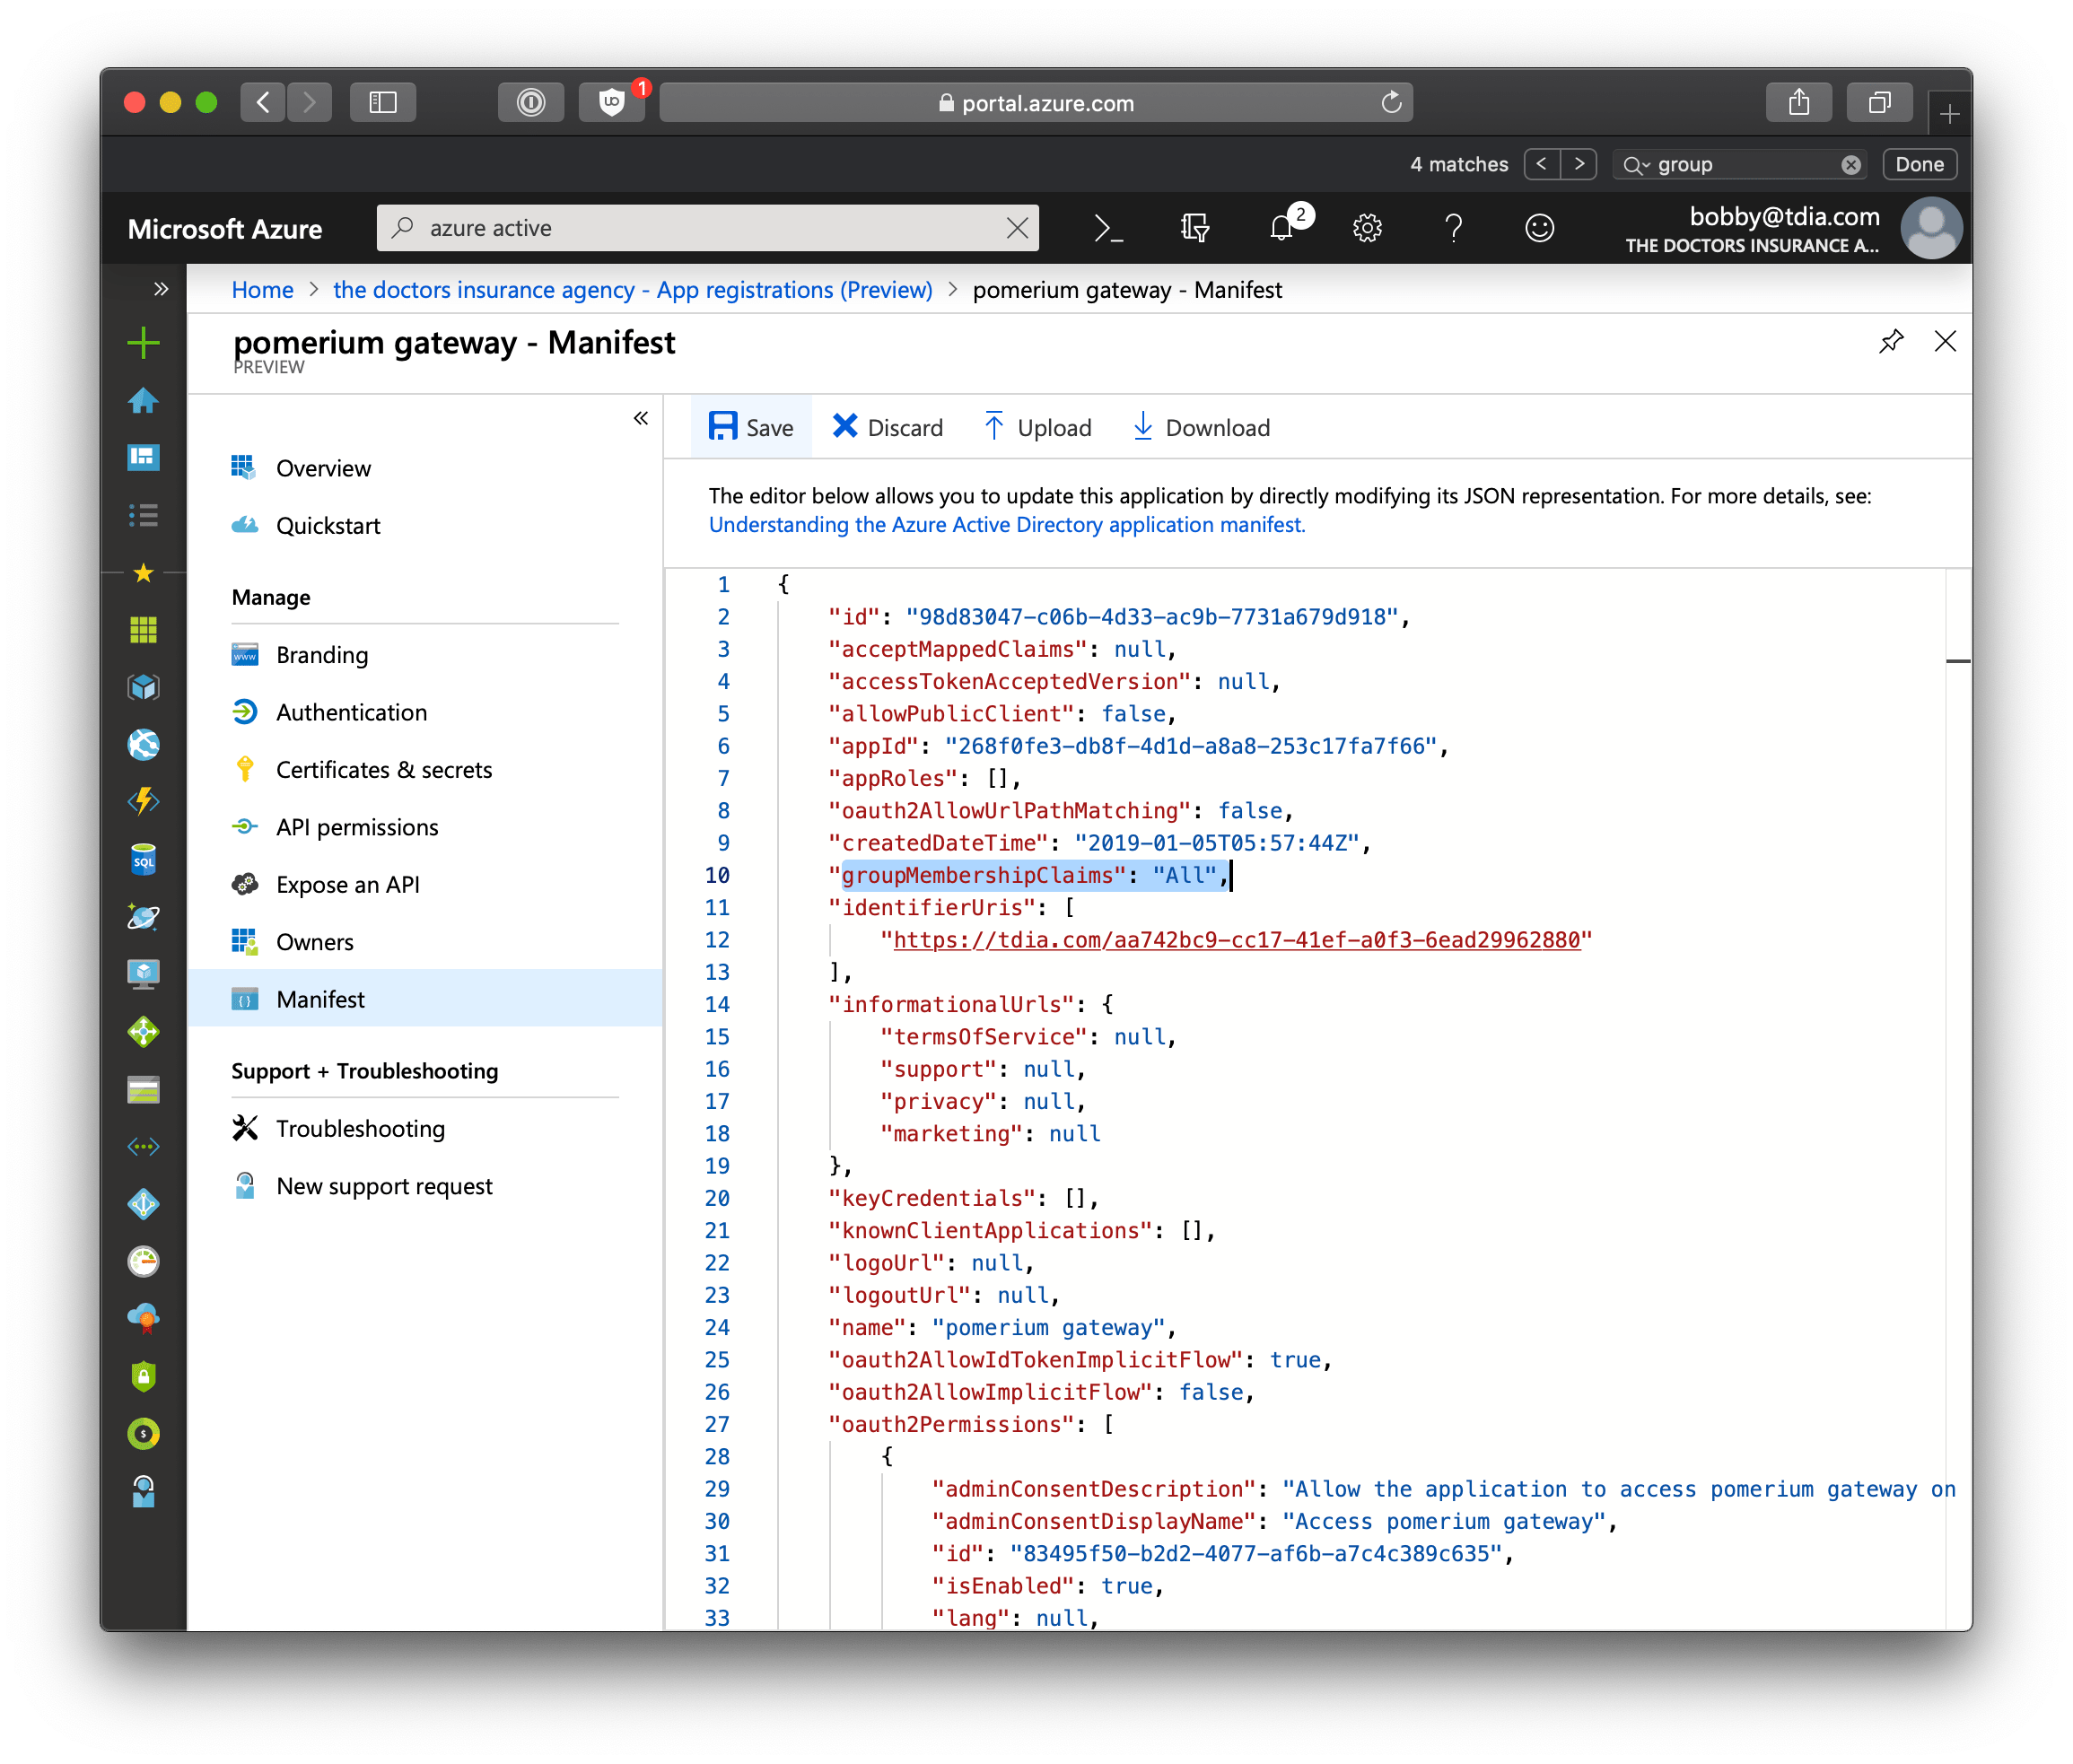 1
portal.azure.com
4 matches
group
Done
Microsoft Azure
azure active
2
bobby@tdia.com
THE DOCTORS INSURANCE A...
Home > the doctors insurance agency - App registrations (Preview) > pomerium gateway - Manifest
pomerium gateway - Manifest
PREVIEW
Overview
Quickstart
Manage
Branding
Authentication
Certificates & secrets
API permissions
Expose an API
Owners
Manifest
Support + Troubleshooting
Troubleshooting
New support request
SQL
Save Discard Upload Download
The editor below allows you to update this application by directly modifying its JSON representation. For more details, see:
Understanding the Azure Active Directory application manifest.
1 {
2 "id": "98d83047-c06b-4d33-ac9b-7731a679d918",
3 "acceptMappedClaims": null,
4 "accessTokenAcceptedVersion": null,
5 "allowPublicClient": false,
6 "appId": "268f0fe3-db8f-4d1d-a8a8-253c17fa7f66",
7 "appRoles": [],
8 "oauth2AllowUrlPathMatching": false,
9 "createdDateTime": "2019-01-05T05:57:44Z",
10 "groupMembershipClaims": "All",
11 "identifierUris": [
12 "https://tdia.com/aa742bc9-cc17-41ef-a0f3-6ead29962880"
13 ],
14 "informationalUrls": {
15 "termsOfService": null,
16 "support": null,
17 "privacy": null,
18 "marketing": null
19 },
20 "keyCredentials": [],
21 "knownClientApplications": [],
22 "logoUrl": null,
23 "logoutUrl": null,
24 "name": "pomerium gateway",
25 "oauth2AllowIdTokenImplicitFlow": true,
26 "oauth2AllowImplicitFlow": false,
27 "oauth2Permissions": [
28 {
29 "adminConsentDescription": "Allow the application to access pomerium gateway on
30 "adminConsentDisplayName": "Access pomerium gateway",
31 "id": "83495f50-b2d2-4077-af6b-a7c4c389c635",
32 "isEnabled": true,
33 "lang": null,